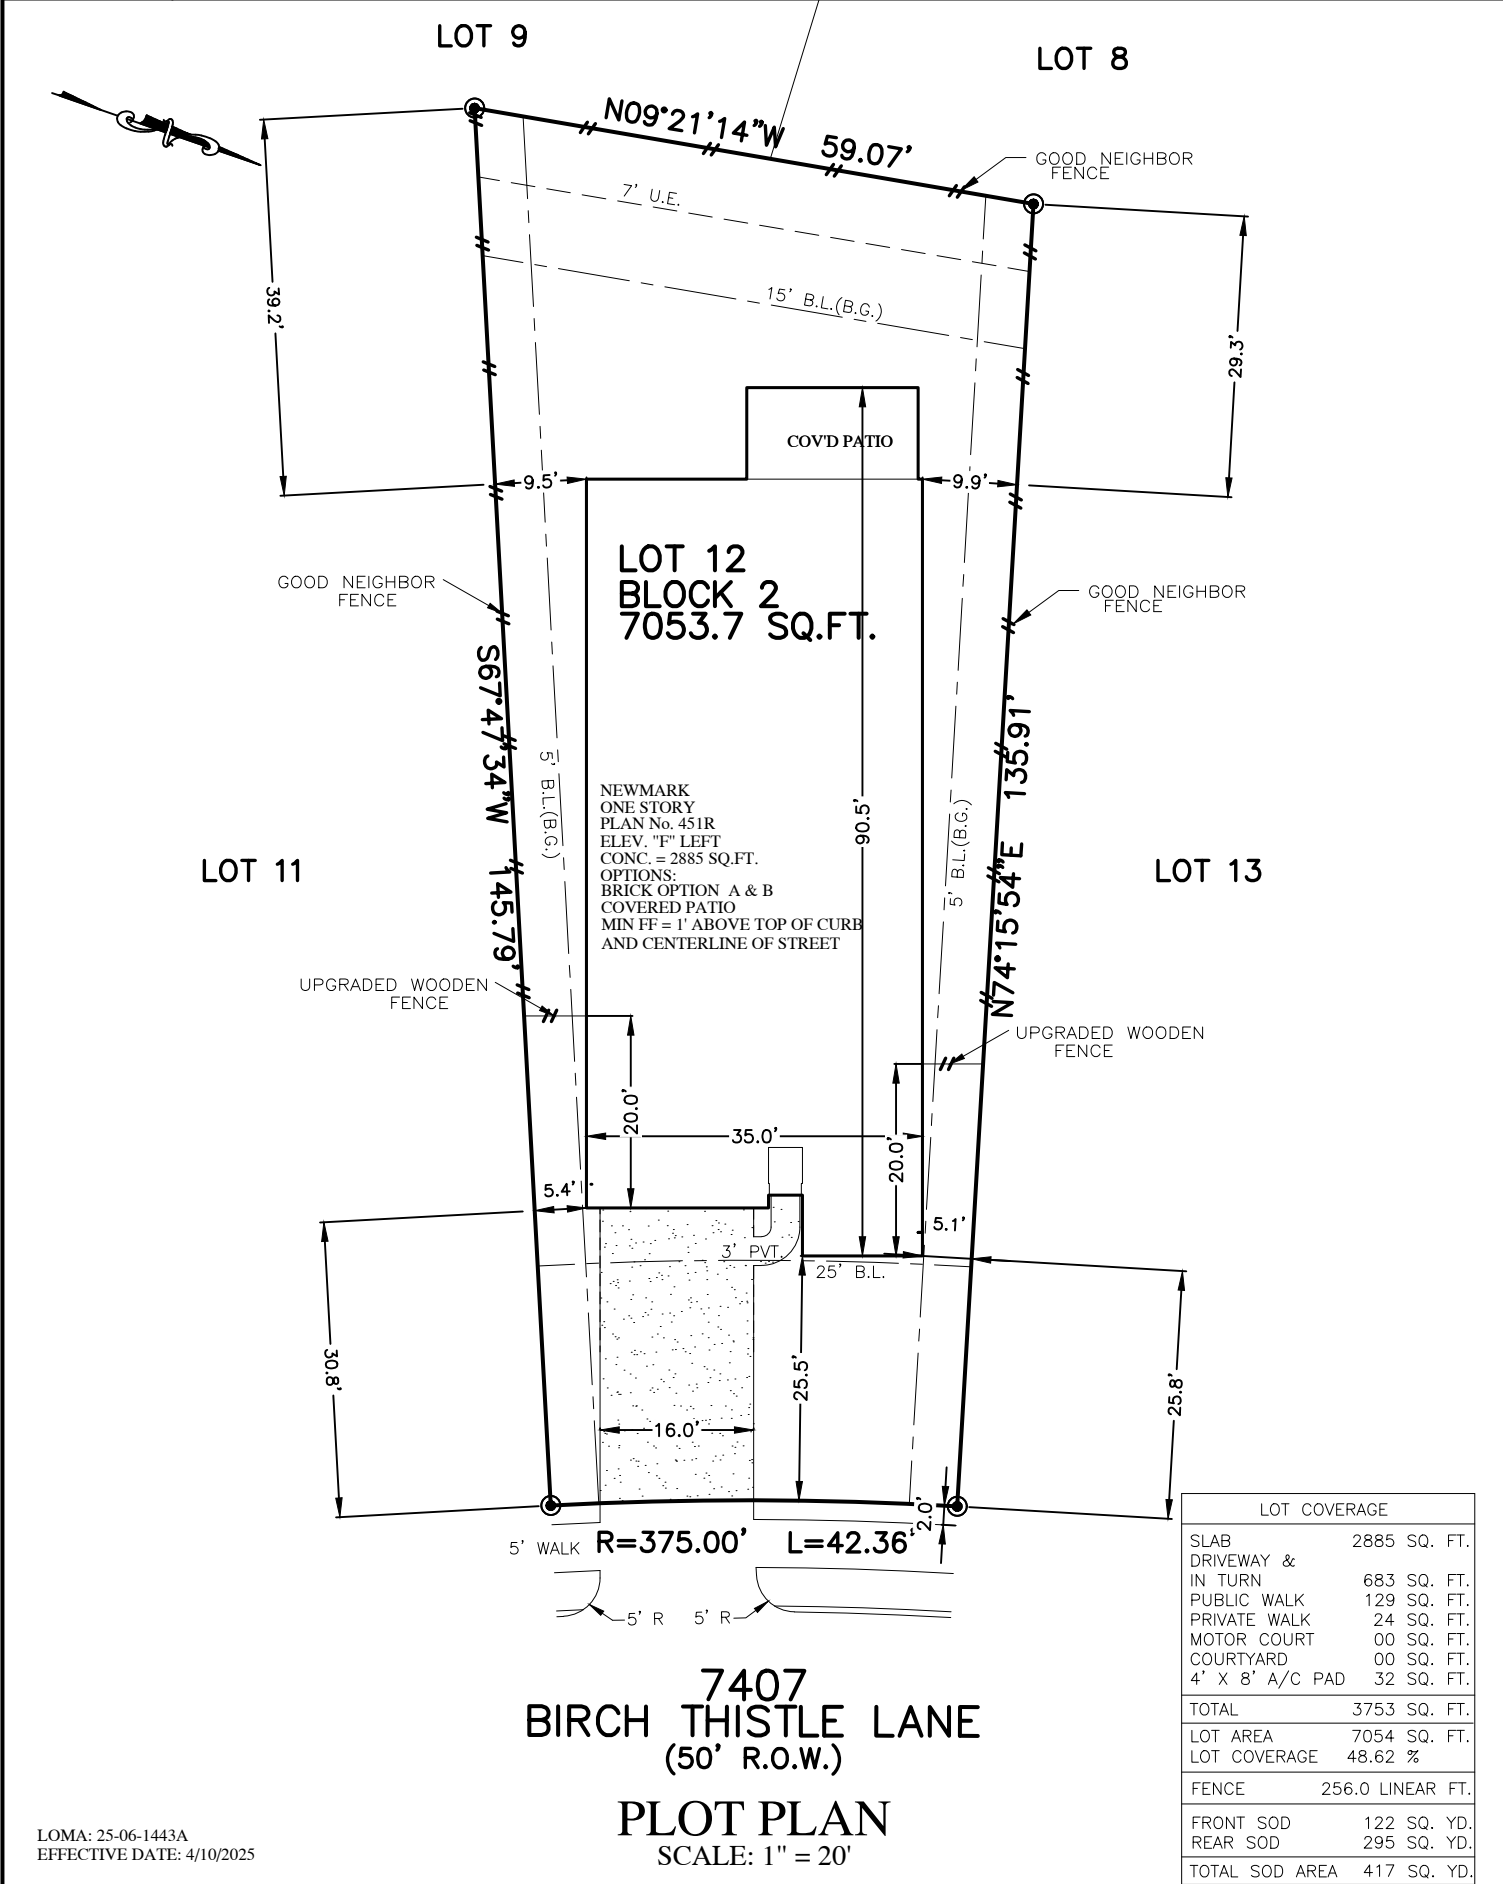 LOT 9
LOT 8
N09°21'14"W 59.07'
GOOD NEIGHBOR
FENCE
7' U.E.
15' B.L.(B.G.)
39.2'
29.3'
COV'D PATIO
9.5'
9.9'
LOT 12
BLOCK 2
7053.7 SQ.FT.
GOOD NEIGHBOR
FENCE
GOOD NEIGHBOR
FENCE
S67°47'34"W 145.79'
N74°15'54"E 135.91'
5' B.L.(B.G.)
5' B.L.(B.G.)
NEWMARK
ONE STORY
PLAN No. 451R
ELEV. "F" LEFT
CONC. = 2885 SQ.FT.
OPTIONS:
BRICK OPTION A & B
COVERED PATIO
MIN FF = 1' ABOVE TOP OF CURB
AND CENTERLINE OF STREET
90.5'
LOT 11
LOT 13
UPGRADED WOODEN
FENCE
UPGRADED WOODEN
FENCE
20.0'
35.0'
20.0'
5.4'
5.1'
3' PVT.
25' B.L.
30.8'
25.5'
25.8'
16.0'
2.0'
5' WALK
R=375.00' L=42.36'
5' R
5' R
7407
BIRCH THISTLE LANE
(50' R.O.W.)
PLOT PLAN
SCALE: 1" = 20'
LOMA: 25-06-1443A
EFFECTIVE DATE: 4/10/2025
LOT COVERAGE
SLAB 2885 SQ. FT.
DRIVEWAY &
IN TURN 683 SQ. FT.
PUBLIC WALK 129 SQ. FT.
PRIVATE WALK 24 SQ. FT.
MOTOR COURT 00 SQ. FT.
COURTYARD 00 SQ. FT.
4' X 8' A/C PAD 32 SQ. FT.
TOTAL 3753 SQ. FT.
LOT AREA 7054 SQ. FT.
LOT COVERAGE 48.62 %
FENCE 256.0 LINEAR FT.
FRONT SOD 122 SQ. YD.
REAR SOD 295 SQ. YD.
TOTAL SOD AREA 417 SQ. YD.